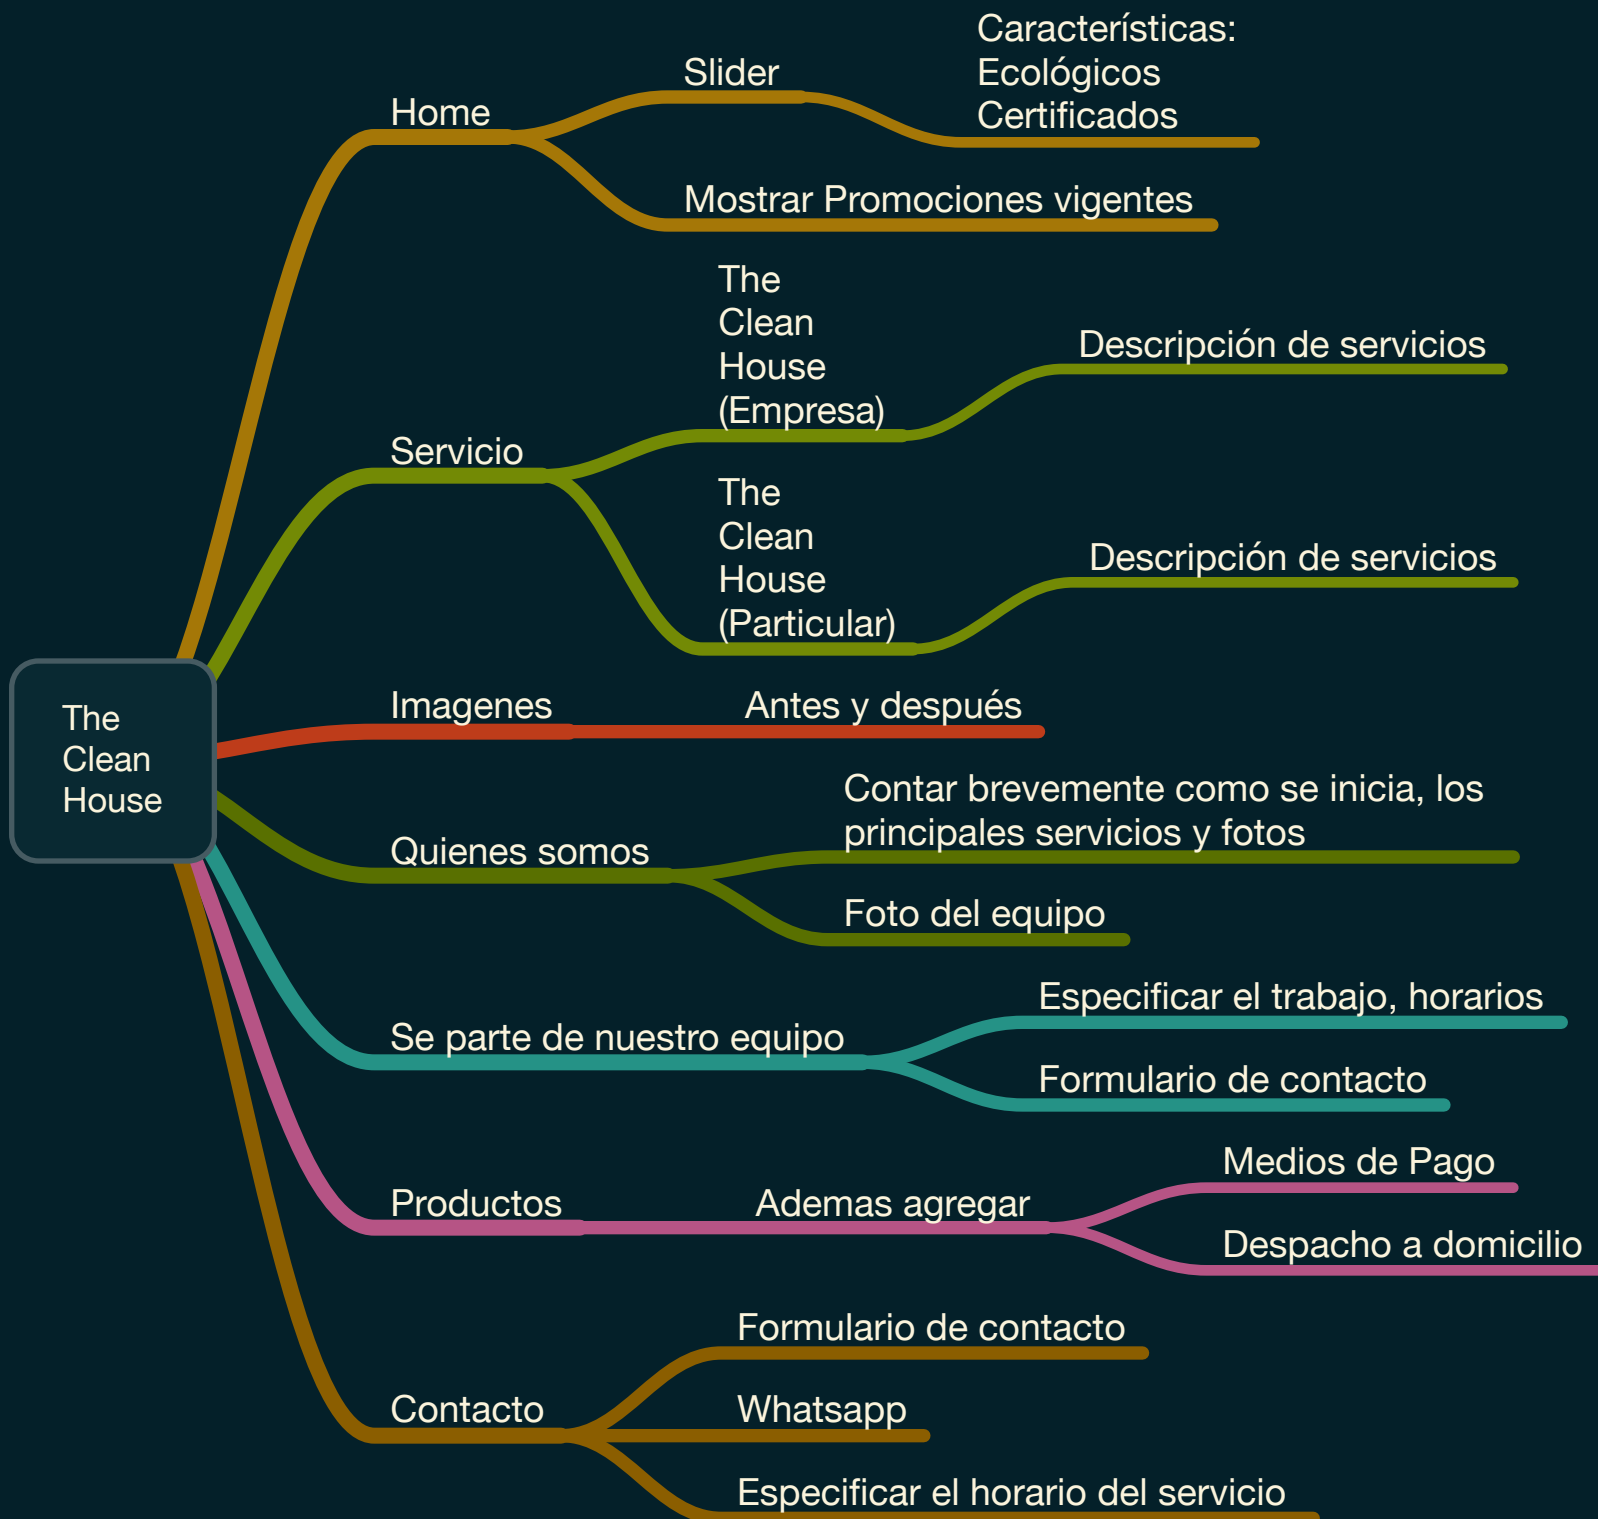 The
Clean
House
Home
Slider
Características:
Ecológicos
Certificados
Mostrar Promociones vigentes
Servicio
The
Clean
House
(Empresa)
Descripción de servicios
The
Clean
House
(Particular)
Descripción de servicios
Imagenes
Antes y después
Quienes somos
Contar brevemente como se inicia, los
principales servicios y fotos
Foto del equipo
Se parte de nuestro equipo
Especificar el trabajo, horarios
Formulario de contacto
Productos
Ademas agregar
Medios de Pago
Despacho a domicilio
Contacto
Formulario de contacto
Whatsapp
Especificar el horario del servicio